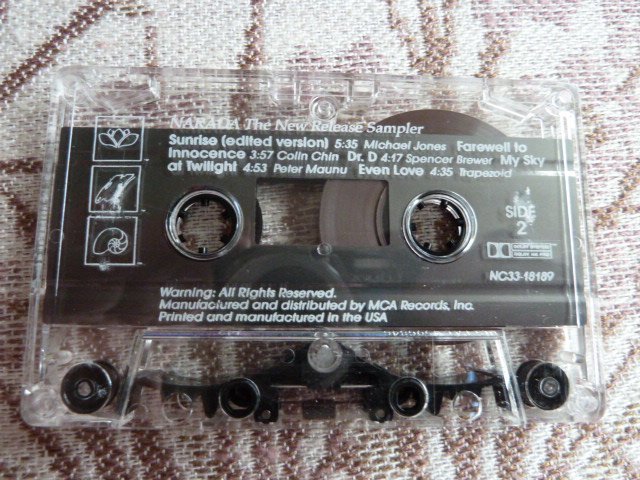 NARADA The New Release Sampler
Sunrise (edited version) 5:35 Michael Jones Farewell to
Innocence 3:57 Colin Chin Dr. D 4:17 Spencer Brewer My Sky
at Twilight 4:53 Peter Maunu Even Love 4:35 Trapezoid
SIDE
2
NC33-18189
Warning: All Rights Reserved.
Manufactured and distributed by MCA Records, Inc.
Printed and manufactured in the USA